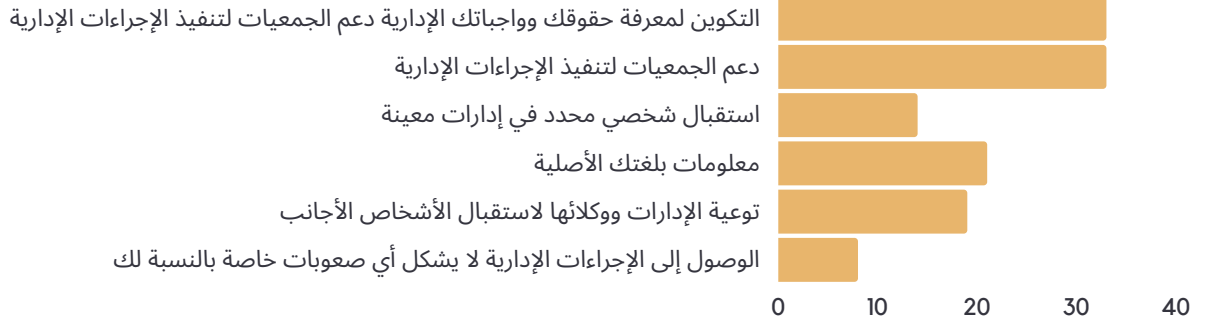 التكوين لمعرفة حقوقك وواجباتك الإدارية دعم الجمعيات لتنفيذ الإجراءات الإدارية
دعم الجمعيات لتنفيذ الإجراءات الإدارية
استقبال شخصي محدد في إدارات معينة
معلومات بلغتك الأصلية
توعية الإدارات ووكلائها لاستقبال الأشخاص الأجانب
الوصول إلى الإجراءات الإدارية لا يشكل أي صعوبات خاصة بالنسبة لك
0 10 20 30 40